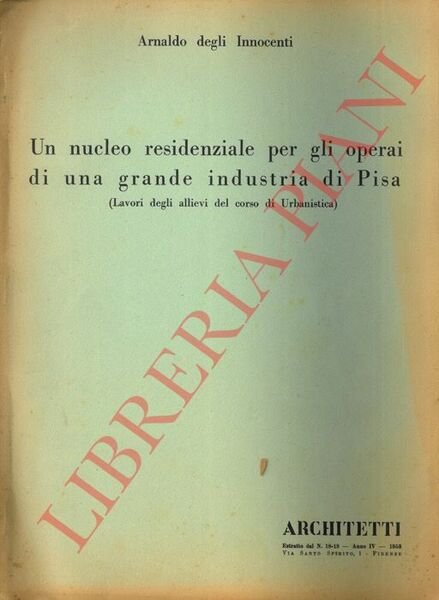 Arnaldo degli Innocenti
Un nucleo residenziale per gli operai
di una grande industria di Pisa
(Lavori degli allievi del corso di Urbanistica)
LIBRERIA PIANI
ARCHITETTI
Estratto dal N. 18-19 — Anno IV — 1953
Via Santo Spirito, 1 - Firenze